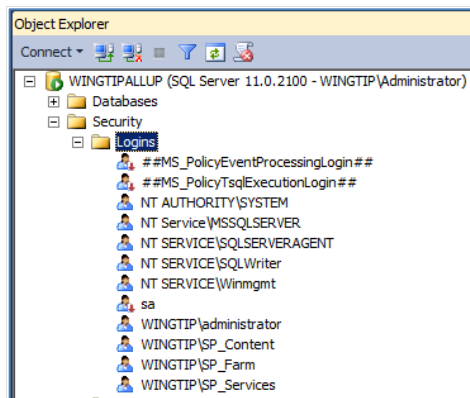 Object Explorer
Connect
WINGTIPALLUP (SQL Server 11.0.2100 - WINGTIP\Administrator)
Databases
Security
Logins
##MS_PolicyEventProcessingLogin##
##MS_PolicyTsqlExecutionLogin##
NT AUTHORITY\SYSTEM
NT Service\MSSQLSERVER
NT SERVICE\SQLSERVERAGENT
NT SERVICE\SQLWriter
NT SERVICE\Winmgmt
sa
WINGTIP\administrator
WINGTIP\SP_Content
WINGTIP\SP_Farm
WINGTIP\SP_Services